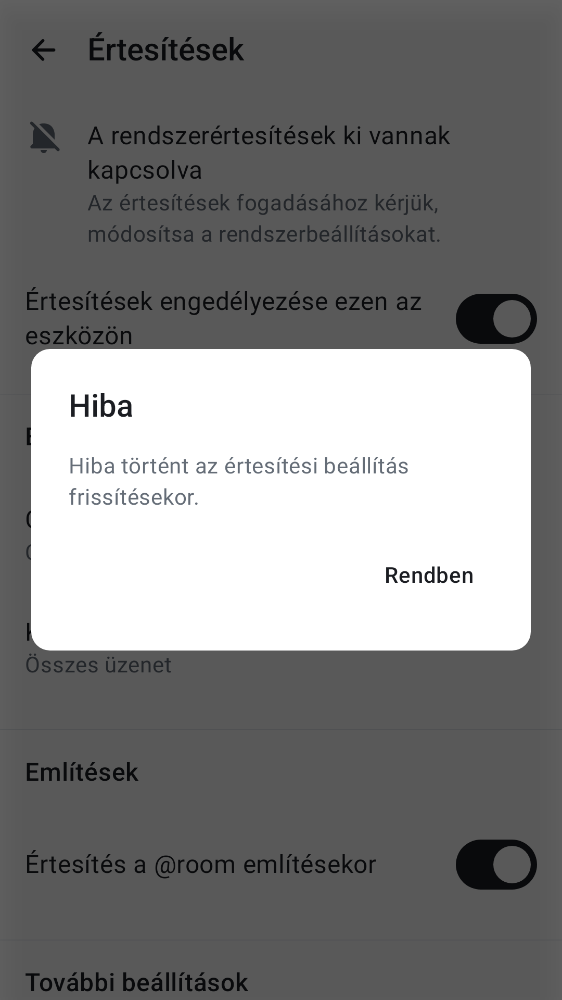 Értesítések
A rendszerértesítések ki vannak
kapcsolva
Az értesítések fogadásához kérjük,
módosítsa a rendszerbeállításokat.
Értesítések engedélyezése ezen az
eszközön
Hiba
Hiba történt az értesítési beállítás
frissítésekor.
Rendben
Összes üzenet
Említések
Értesítés a @room említésekor
További beállítások